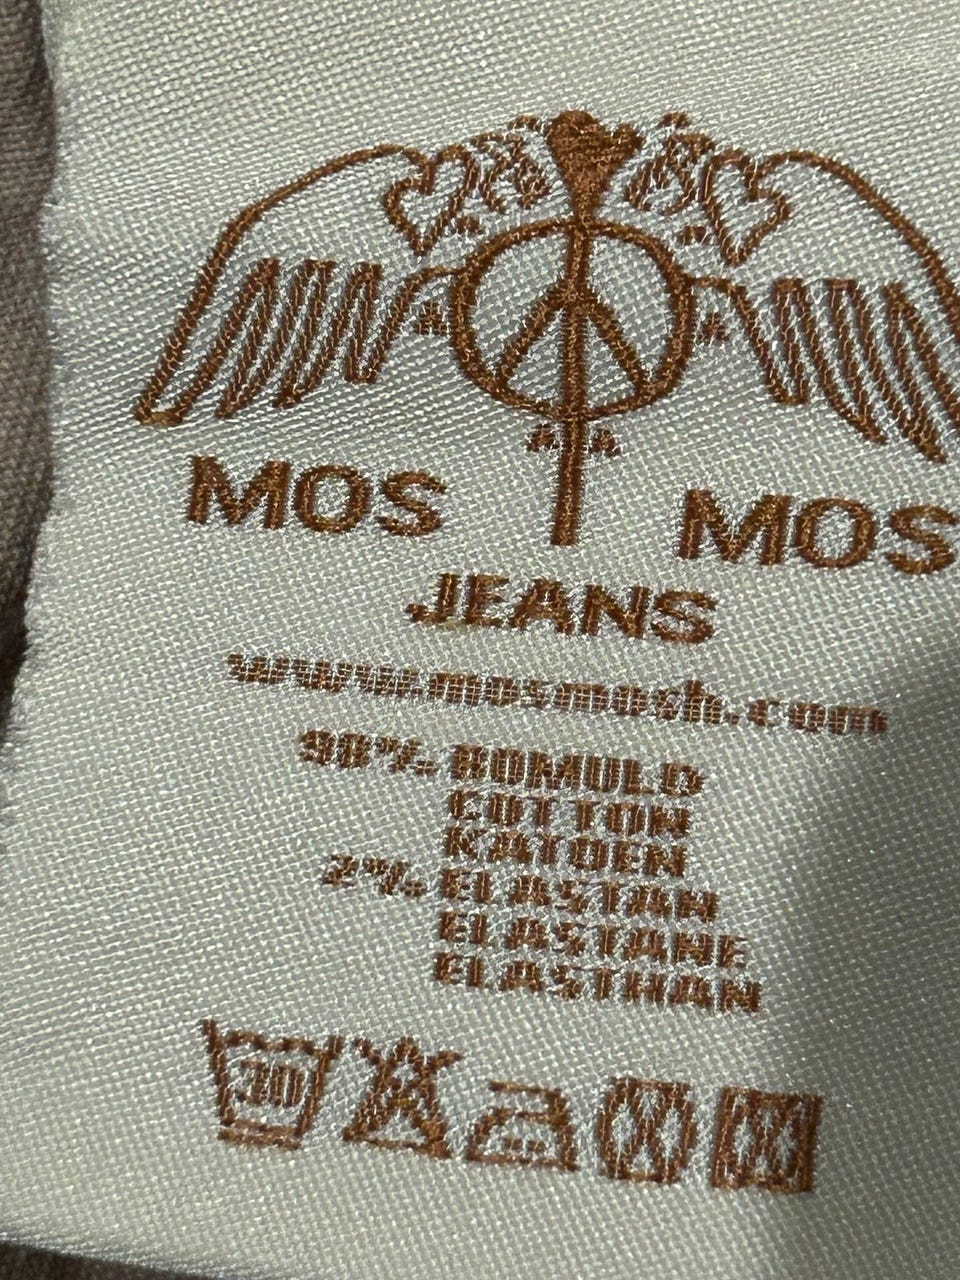 MOS MOS
JEANS
www.mosmosh.com
98% BOMULD
COTTON
KATOEN
2% ELASTAN
ELASTANE
ELASTHAN
30